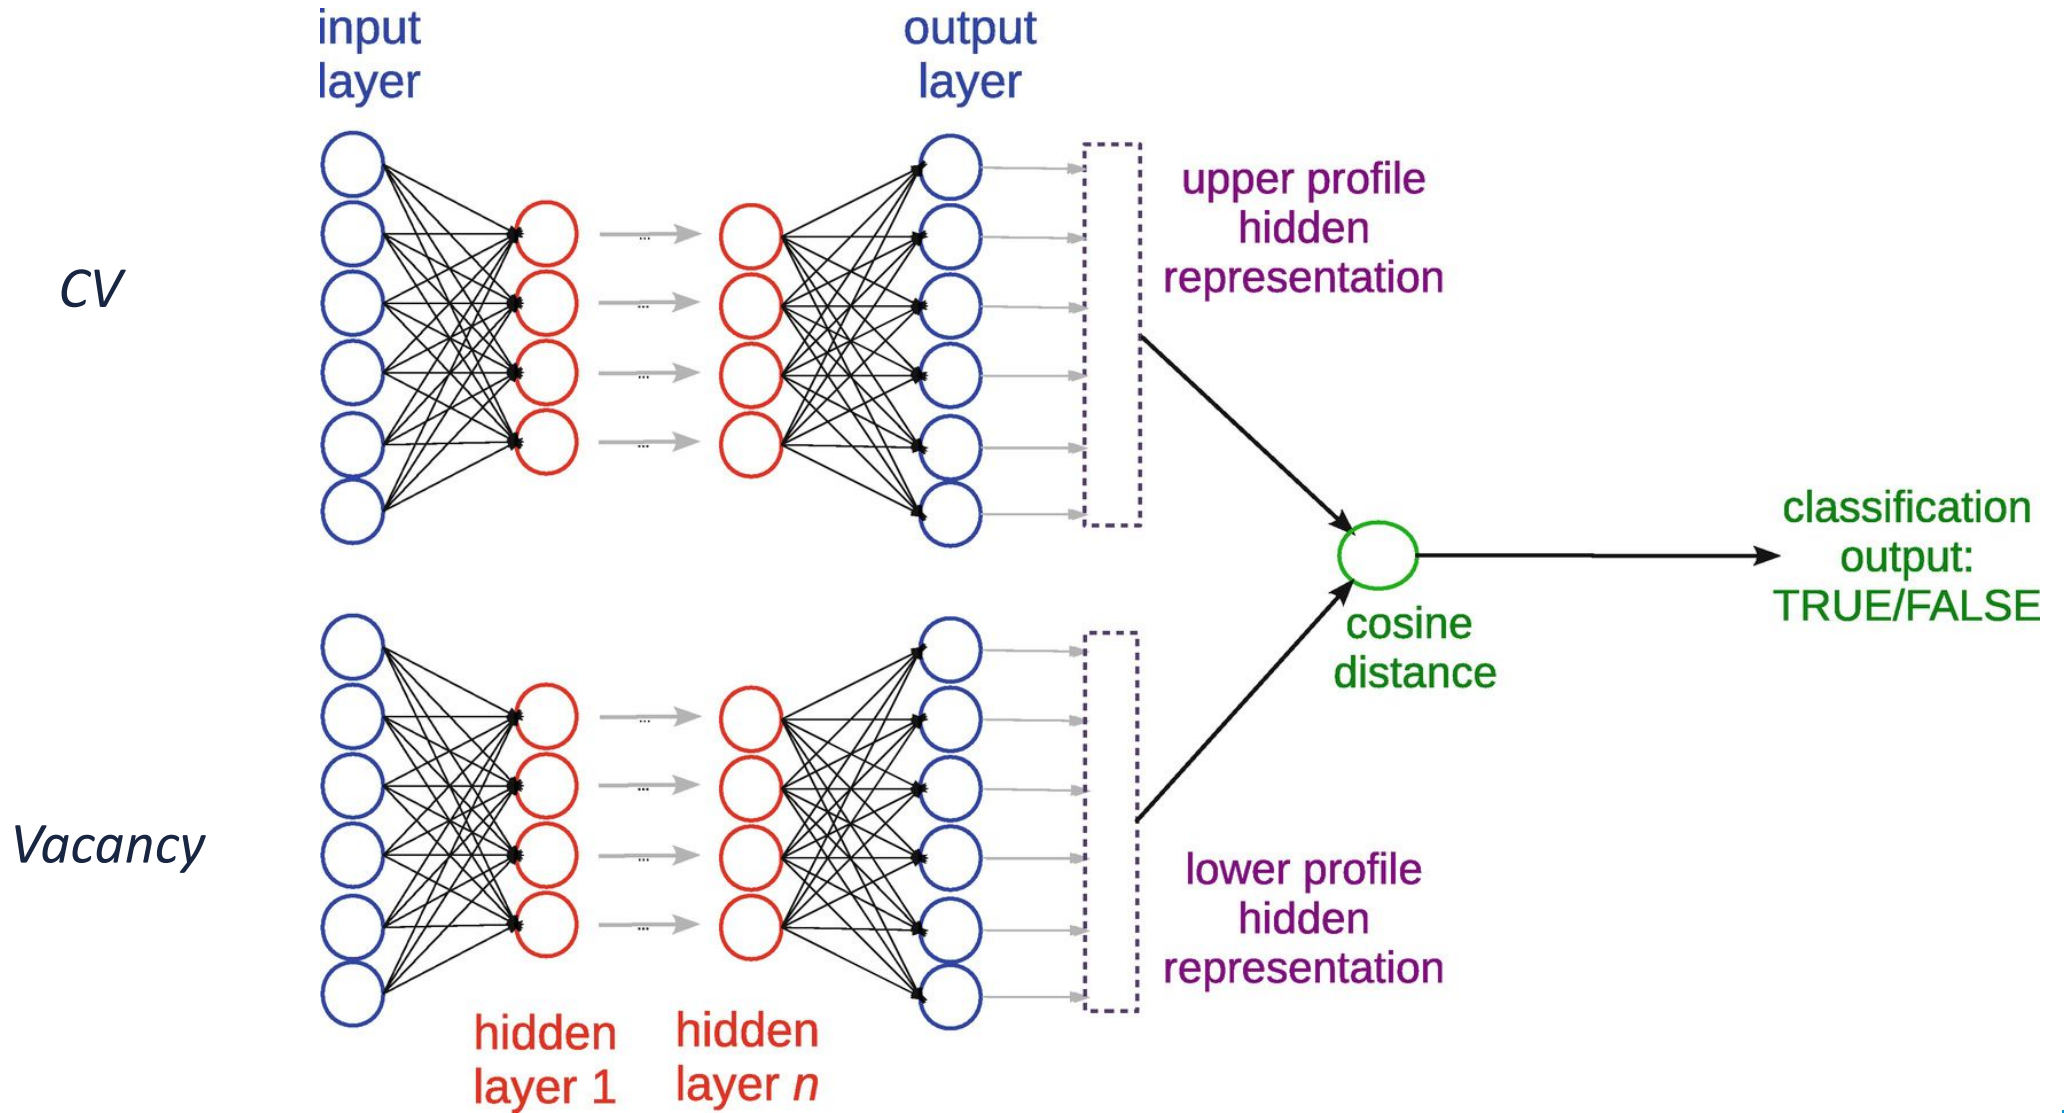 input
layer
output
layer
CV
upper profile
hidden
representation
...
...
...
...
classification
output:
TRUE/FALSE
cosine
distance
Vacancy
...
...
...
...
lower profile
hidden
representation
hidden
layer 1
hidden
layer n